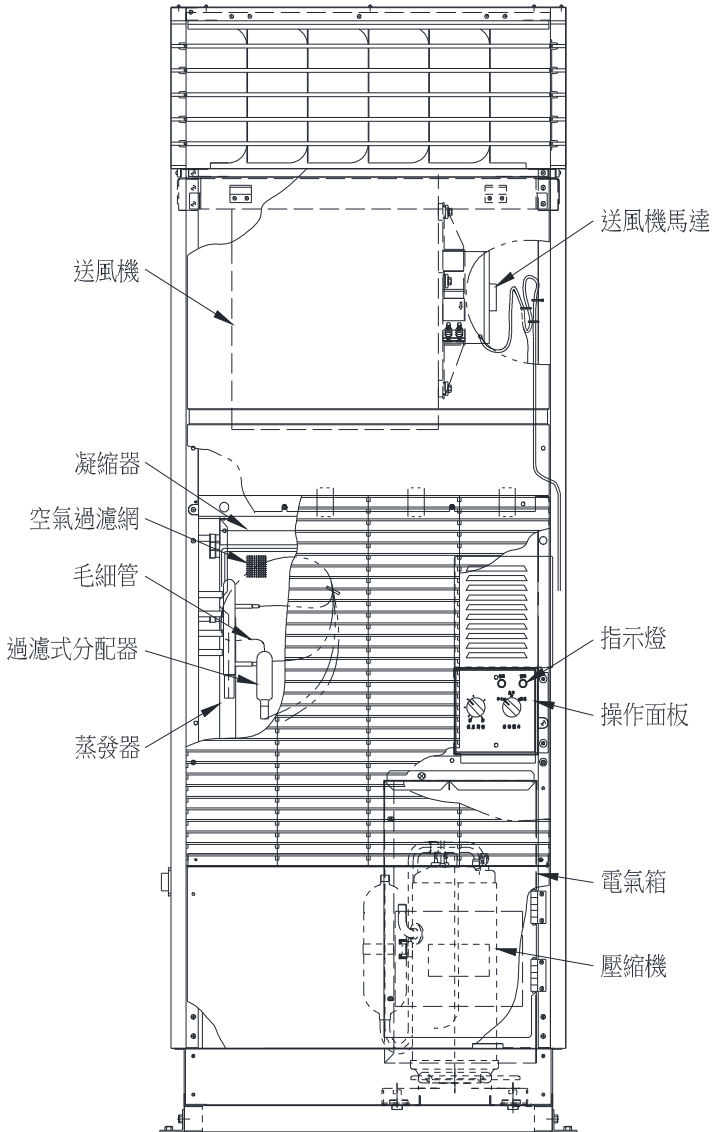 送風機馬達
送風機
凝縮器
空氣過濾網
毛細管
過濾式分配器
蒸發器
指示燈
操作面板
電氣箱
壓縮機